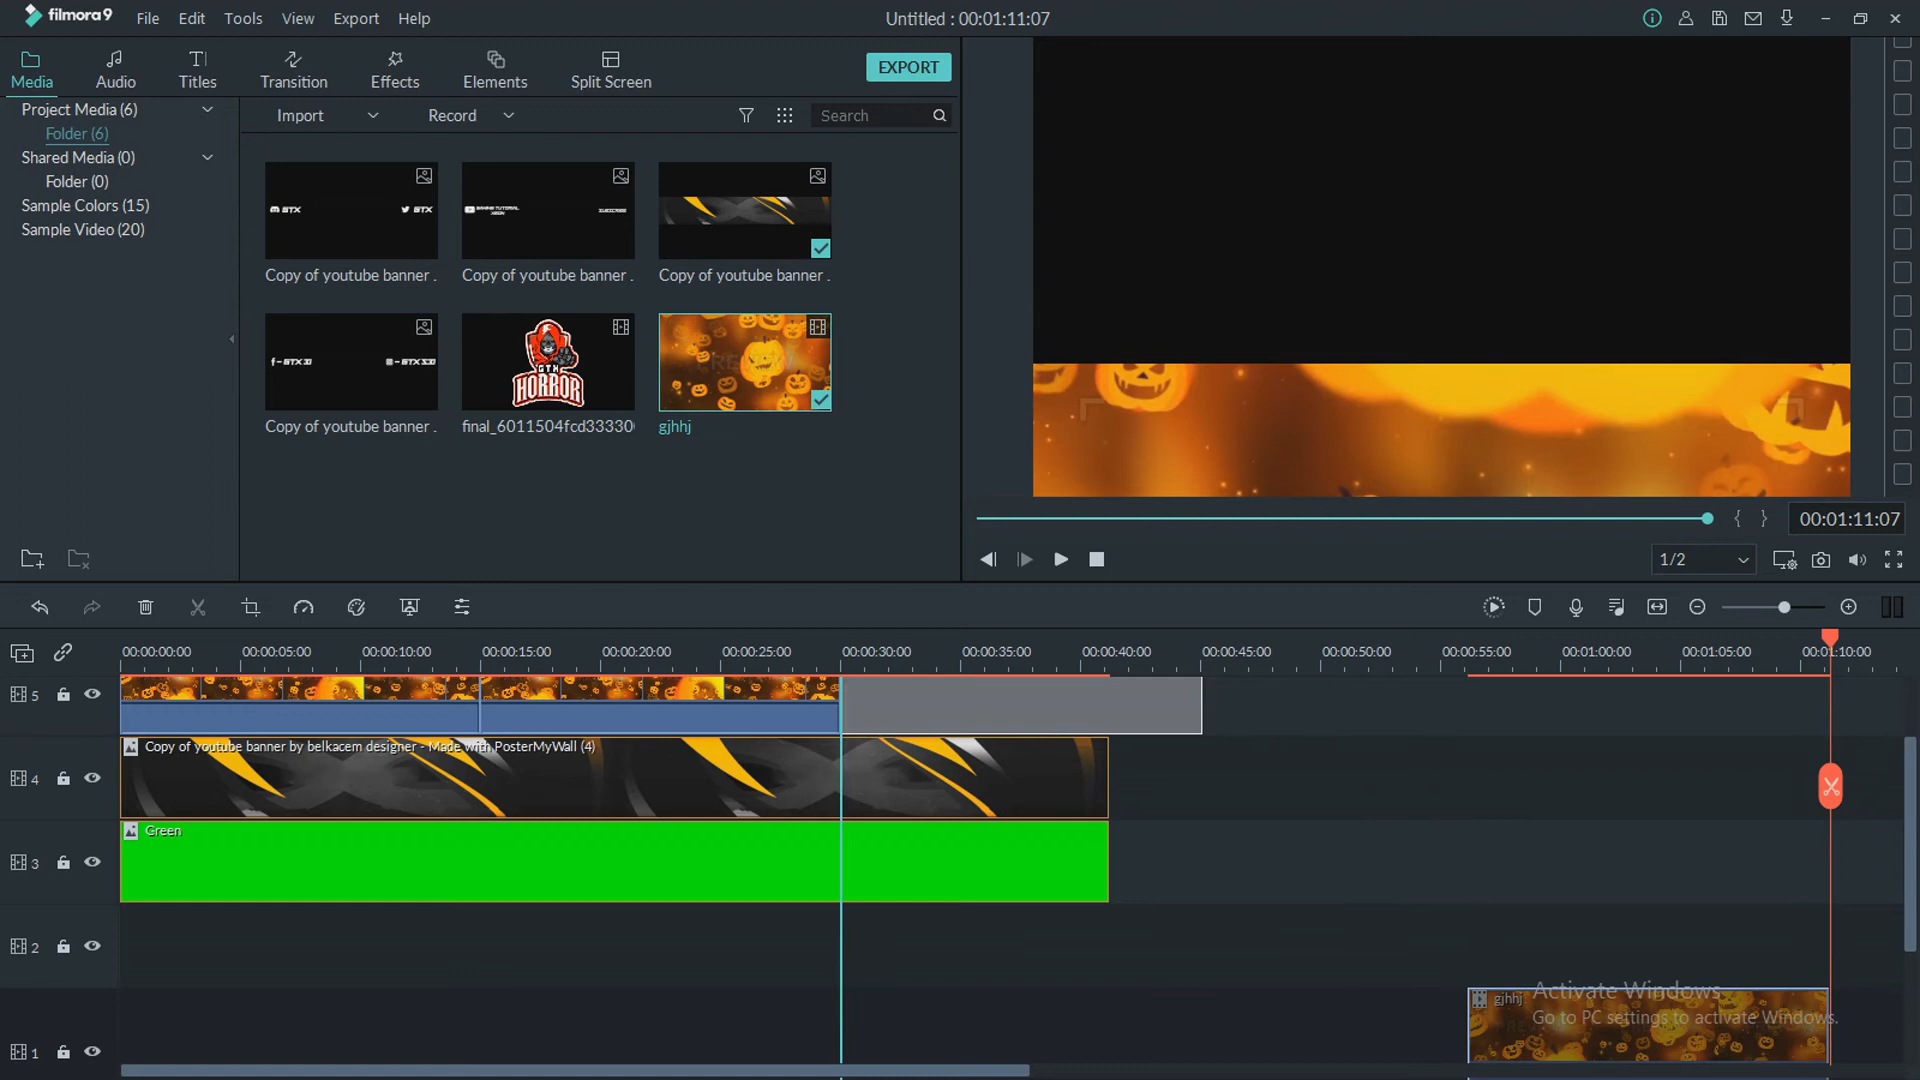 filmora9 File Edit Tools View Export Help Untitled : 00:01:11:07
Media Audio Titles Transition Effects Elements Split Screen EXPORT
Project Media (6)
Folder (6)
Shared Media (0)
Folder (0)
Sample Colors (15)
Sample Video (20)
Import Record Search
GTX GTX
GAMING TUTORIAL
SUBSCRIBE
Copy of youtube banner . Copy of youtube banner . Copy of youtube banner .
GTX
HORROR
Copy of youtube banner . final_6011504fcd33330 gjhhj
{ } 00:01:11:07
1/2
00:00:00:00 00:00:05:00 00:00:10:00 00:00:15:00 00:00:20:00 00:00:25:00 00:00:30:00 00:00:35:00 00:00:40:00 00:00:45:00 00:00:50:00 00:00:55:00 00:01:00:00 00:01:05:00 00:01:10:00
5
Copy of youtube banner by belkacem designer - Made with PosterMyWall (4)
4
Green
3
2
gjhhj
Activate Windows
Go to PC settings to activate Windows.
1